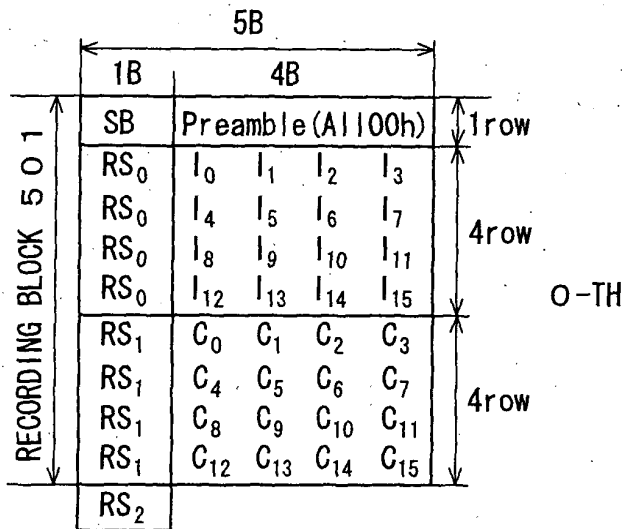 5B
1B 4B
SB Preamble(All00h) 1row
RS₀ I₀ I₁ I₂ I₃
RS₀ I₄ I₅ I₆ I₇
RS₀ I₈ I₉ I₁₀ I₁₁
RS₀ I₁₂ I₁₃ I₁₄ I₁₅
4row
0-TH
RS₁ C₀ C₁ C₂ C₃
RS₁ C₄ C₅ C₆ C₇
RS₁ C₈ C₉ C₁₀ C₁₁
RS₁ C₁₂ C₁₃ C₁₄ C₁₅
4row
RS₂
RECORDING BLOCK 501